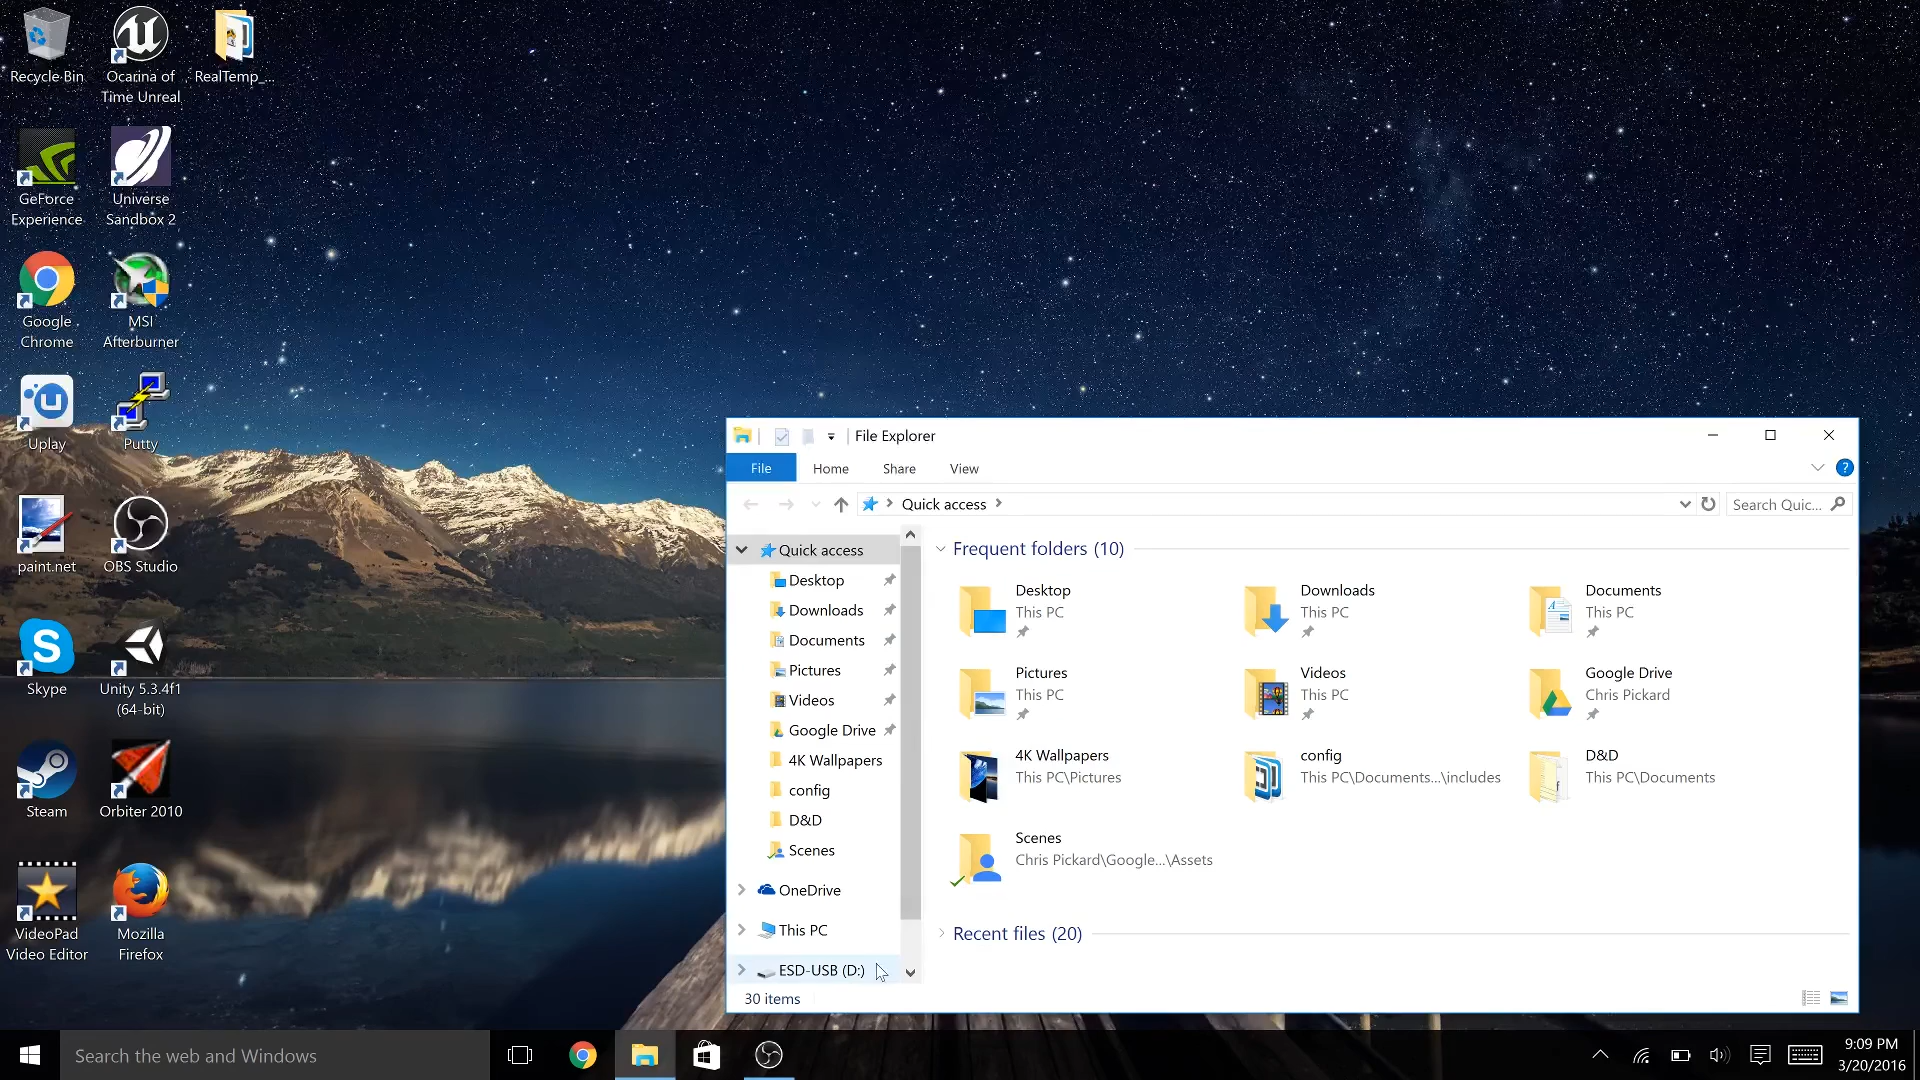 Recycle Bin
Ocarina of
Time Unreal
RealTemp_...
GeForce
Experience
Universe
Sandbox 2
Google
Chrome
MSI
Afterburner
Uplay
Putty
paint.net
OBS Studio
Skype
Unity 5.3.4f1
(64-bit)
Steam
Orbiter 2010
VideoPad
Video Editor
Mozilla
Firefox
File Explorer
File
Home
Share
View
Quick access
Search Quic...
Quick access
Desktop
Downloads
Documents
Pictures
Videos
Google Drive
4K Wallpapers
config
D&D
Scenes
OneDrive
This PC
ESD-USB (D:)
Frequent folders (10)
Desktop
This PC
Downloads
This PC
Documents
This PC
Pictures
This PC
Videos
This PC
Google Drive
Chris Pickard
4K Wallpapers
This PC\Pictures
config
This PC\Documents...\includes
D&D
This PC\Documents
Scenes
Chris Pickard\Google...\Assets
Recent files (20)
30 items
Search the web and Windows
9:09 PM
3/20/2016